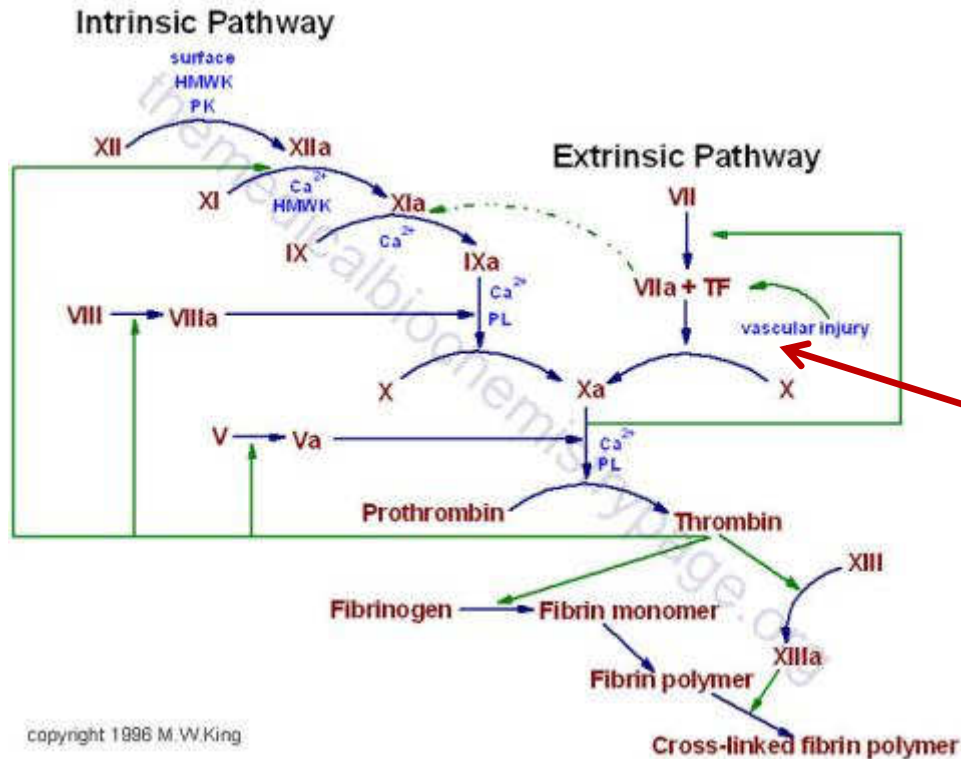 Intrinsic Pathway
surface
HMWK
PK
XII
XIIa
Extrinsic Pathway
XI
Ca2+
HMWK
XIa
VII
IX
Ca2+
IXa
VIIa + TF
Ca2+
PL
VIII
VIIIa
vascular injury
X
Xa
X
V
Va
Ca2+
PL
Prothrombin
Thrombin
XIII
Fibrinogen
Fibrin monomer
XIIIa
Fibrin polymer
Cross-linked fibrin polymer
copyright 1996 M.W.King
themedicalbiochemistrypage.org